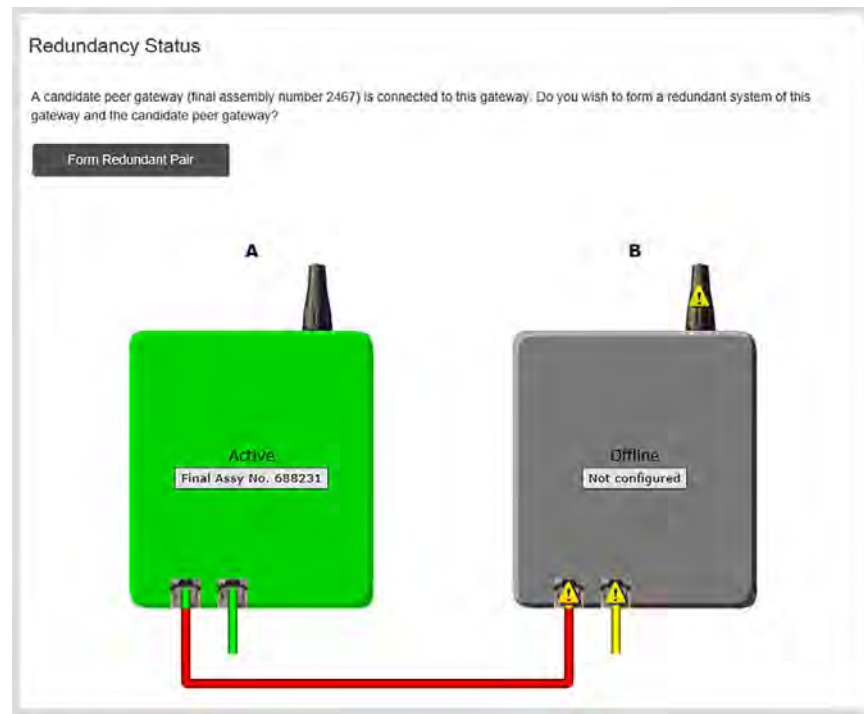 Redundancy Status
A candidate peer gateway (final assembly number 2467) is connected to this gateway. Do you wish to form a redundant system of this
gateway and the candidate peer gateway?
Form Redundant Pair
A
B
Active
Final Assy No. 688231
Offline
Not configured